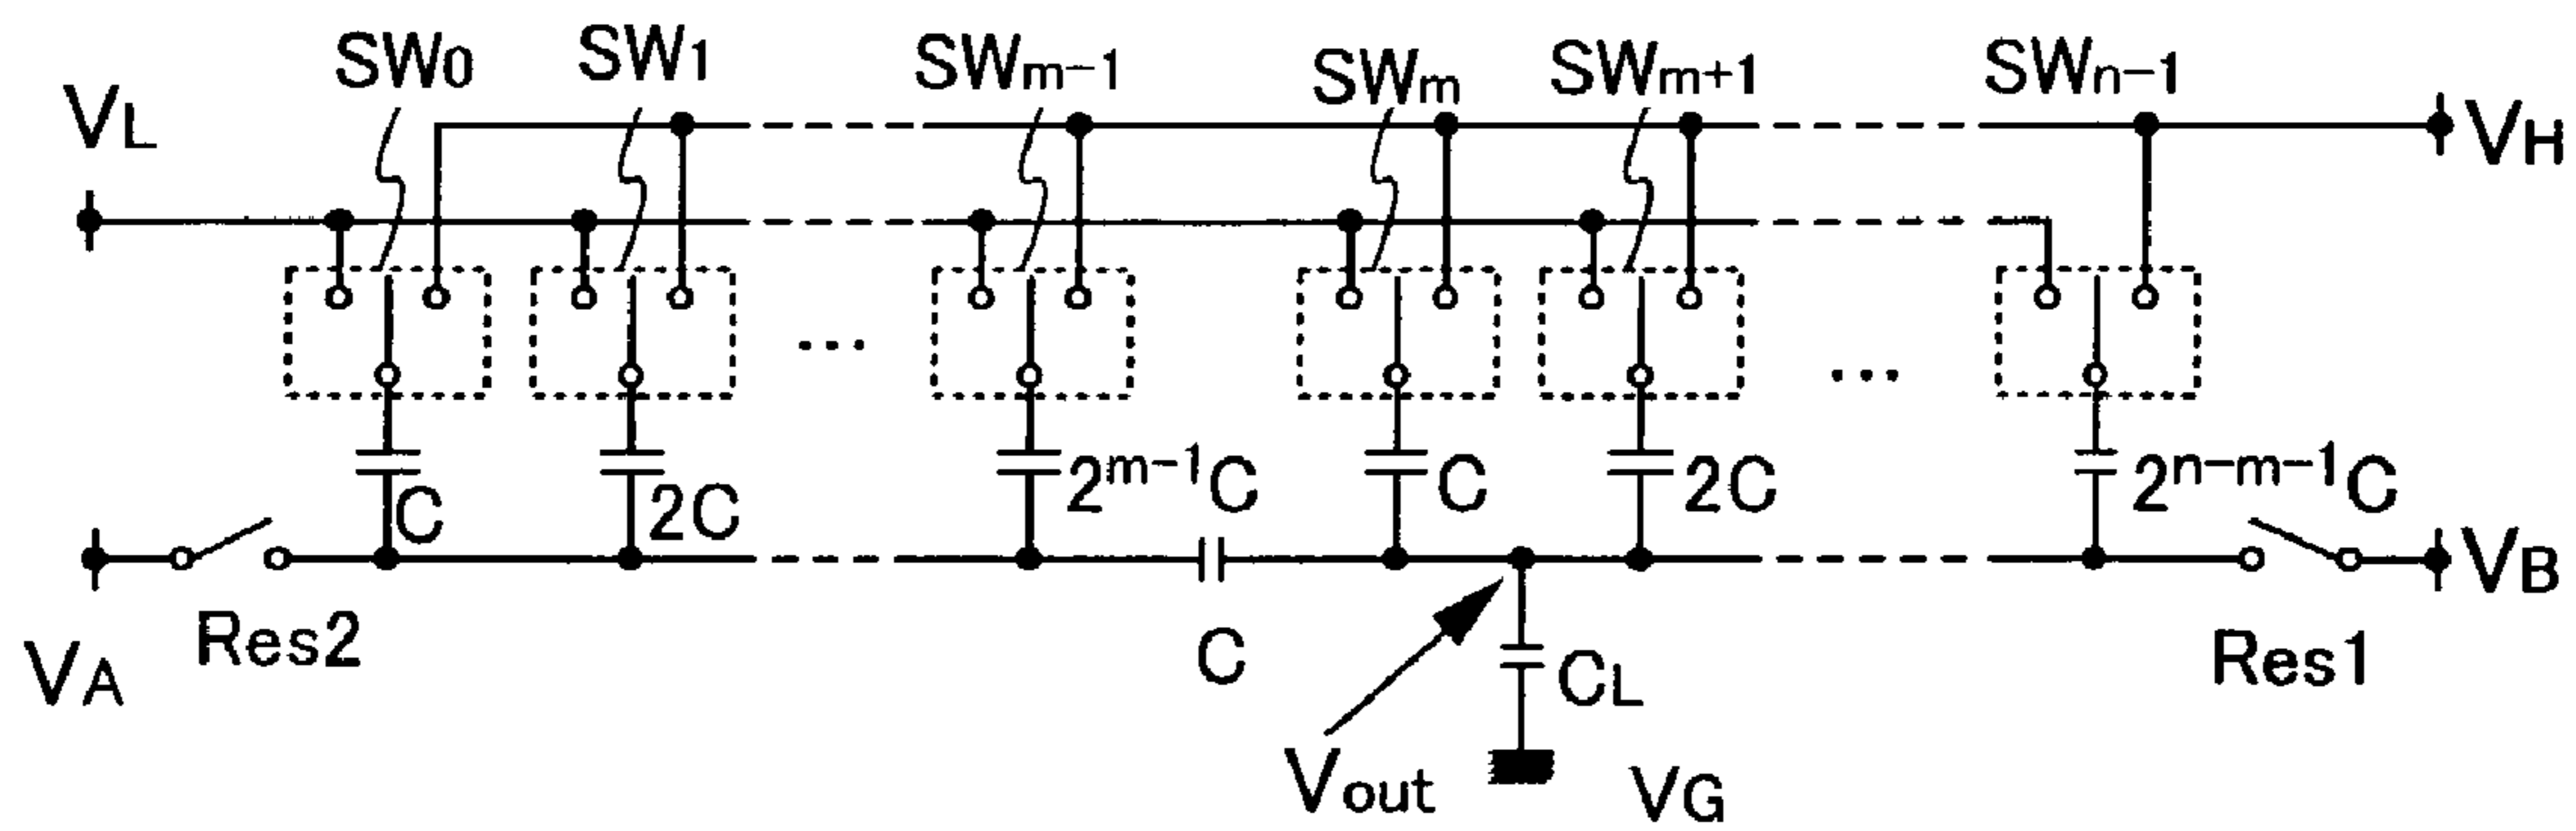 SW0 SW1 SWm-1 SWm SWm+1 SWn-1
VL VH
... ...
C 2C 2m-1C C 2C 2n-m-1C
VA Res2 C CL Res1 VB
Vout VG